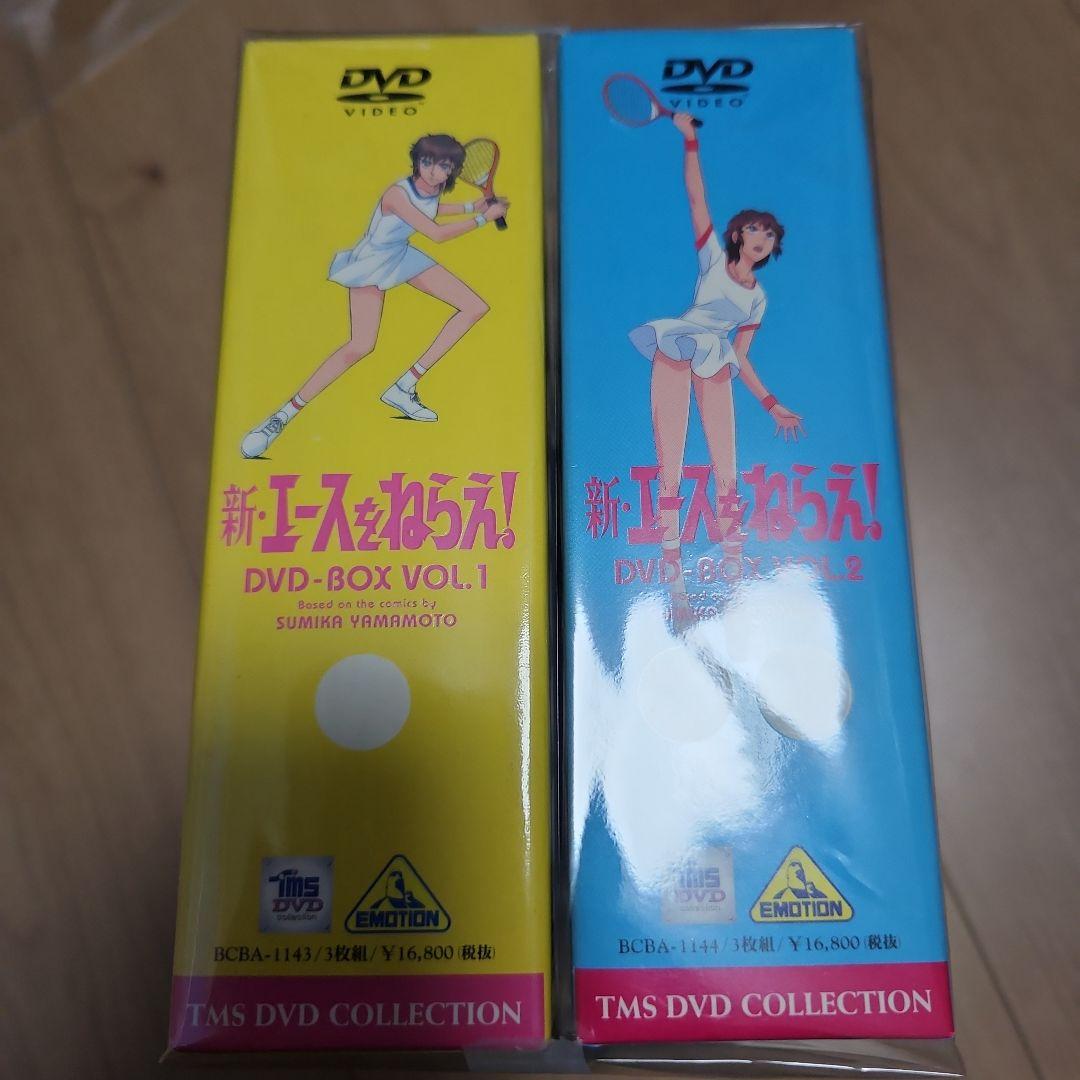 DVD
VIDEO
新・エースをねらえ!
DVD-BOX VOL.1
Based on the comics by
SUMIKA YAMAMOTO
TMS
DVD
collection
EMOTION
BCBA-1143/3枚組/¥16,800(税抜)
TMS DVD COLLECTION
DVD
VIDEO
新・エースをねらえ!
DVD-BOX VOL.2
TMS
DVD
collection
EMOTION
BCBA-1144/3枚組/¥16,800(税抜)
TMS DVD COLLECTION